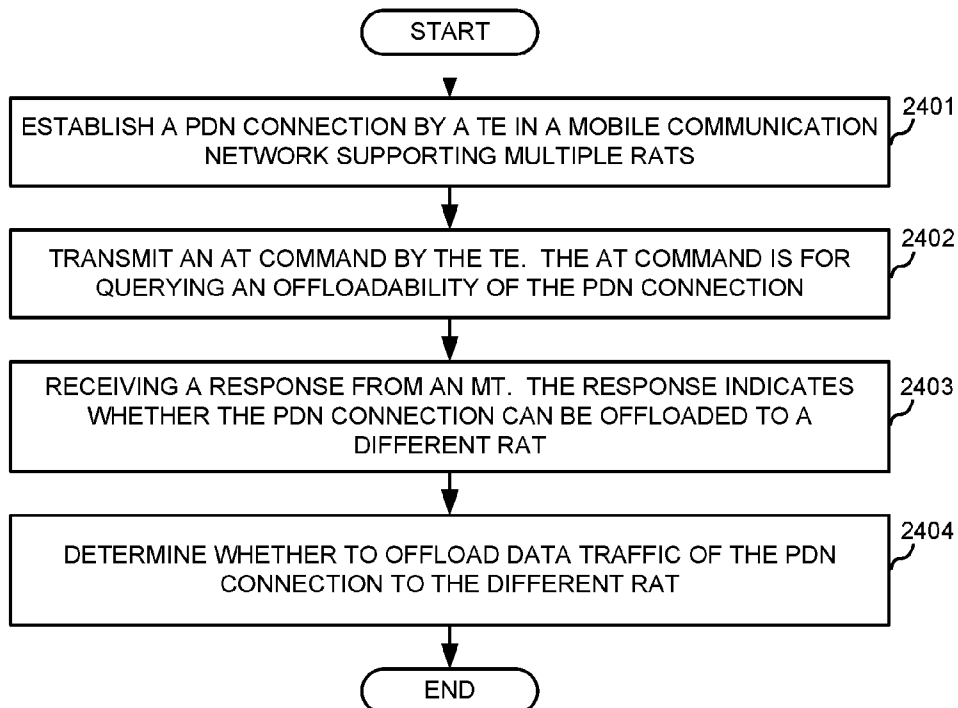 START
2401
ESTABLISH A PDN CONNECTION BY A TE IN A MOBILE COMMUNICATION
NETWORK SUPPORTING MULTIPLE RATS
2402
TRANSMIT AN AT COMMAND BY THE TE. THE AT COMMAND IS FOR
QUERYING AN OFFLOADABILITY OF THE PDN CONNECTION
2403
RECEIVING A RESPONSE FROM AN MT. THE RESPONSE INDICATES
WHETHER THE PDN CONNECTION CAN BE OFFLOADED TO A
DIFFERENT RAT
2404
DETERMINE WHETHER TO OFFLOAD DATA TRAFFIC OF THE PDN
CONNECTION TO THE DIFFERENT RAT
END